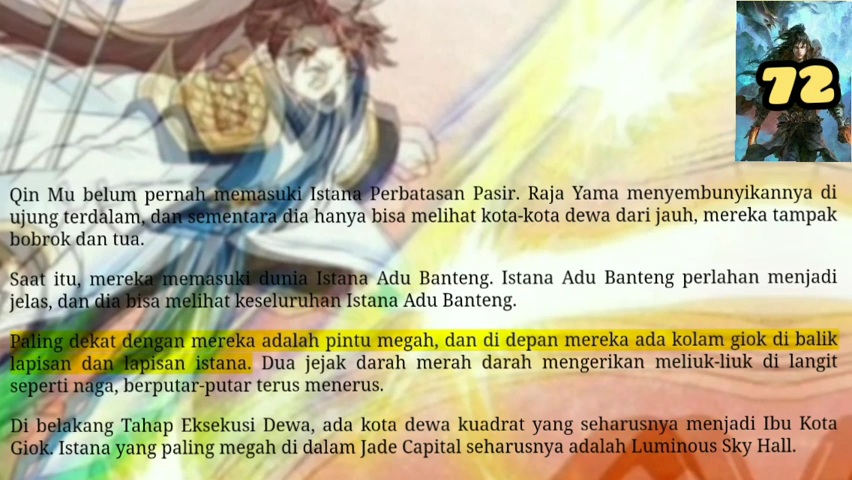 72
Qin Mu belum pernah memasuki Istana Perbatasan Pasir. Raja Yama menyembunyikannya di
ujung terdalam, dan sementara dia hanya bisa melihat kota-kota dewa dari jauh, mereka tampak
bobrok dan tua.
Saat itu, mereka memasuki dunia Istana Adu Banteng. Istana Adu Banteng perlahan menjadi
jelas, dan dia bisa melihat keseluruhan Istana Adu Banteng.
Paling dekat dengan mereka adalah pintu megah, dan di depan mereka ada kolam giok di balik
lapisan dan lapisan istana. Dua jejak darah merah darah mengerikan meliuk-liuk di langit
seperti naga, berputar-putar terus menerus.
Di belakang Tahap Eksekusi Dewa, ada kota dewa kuadrat yang seharusnya menjadi Ibu Kota
Giok. Istana yang paling megah di dalam Jade Capital seharusnya adalah Luminous Sky Hall.